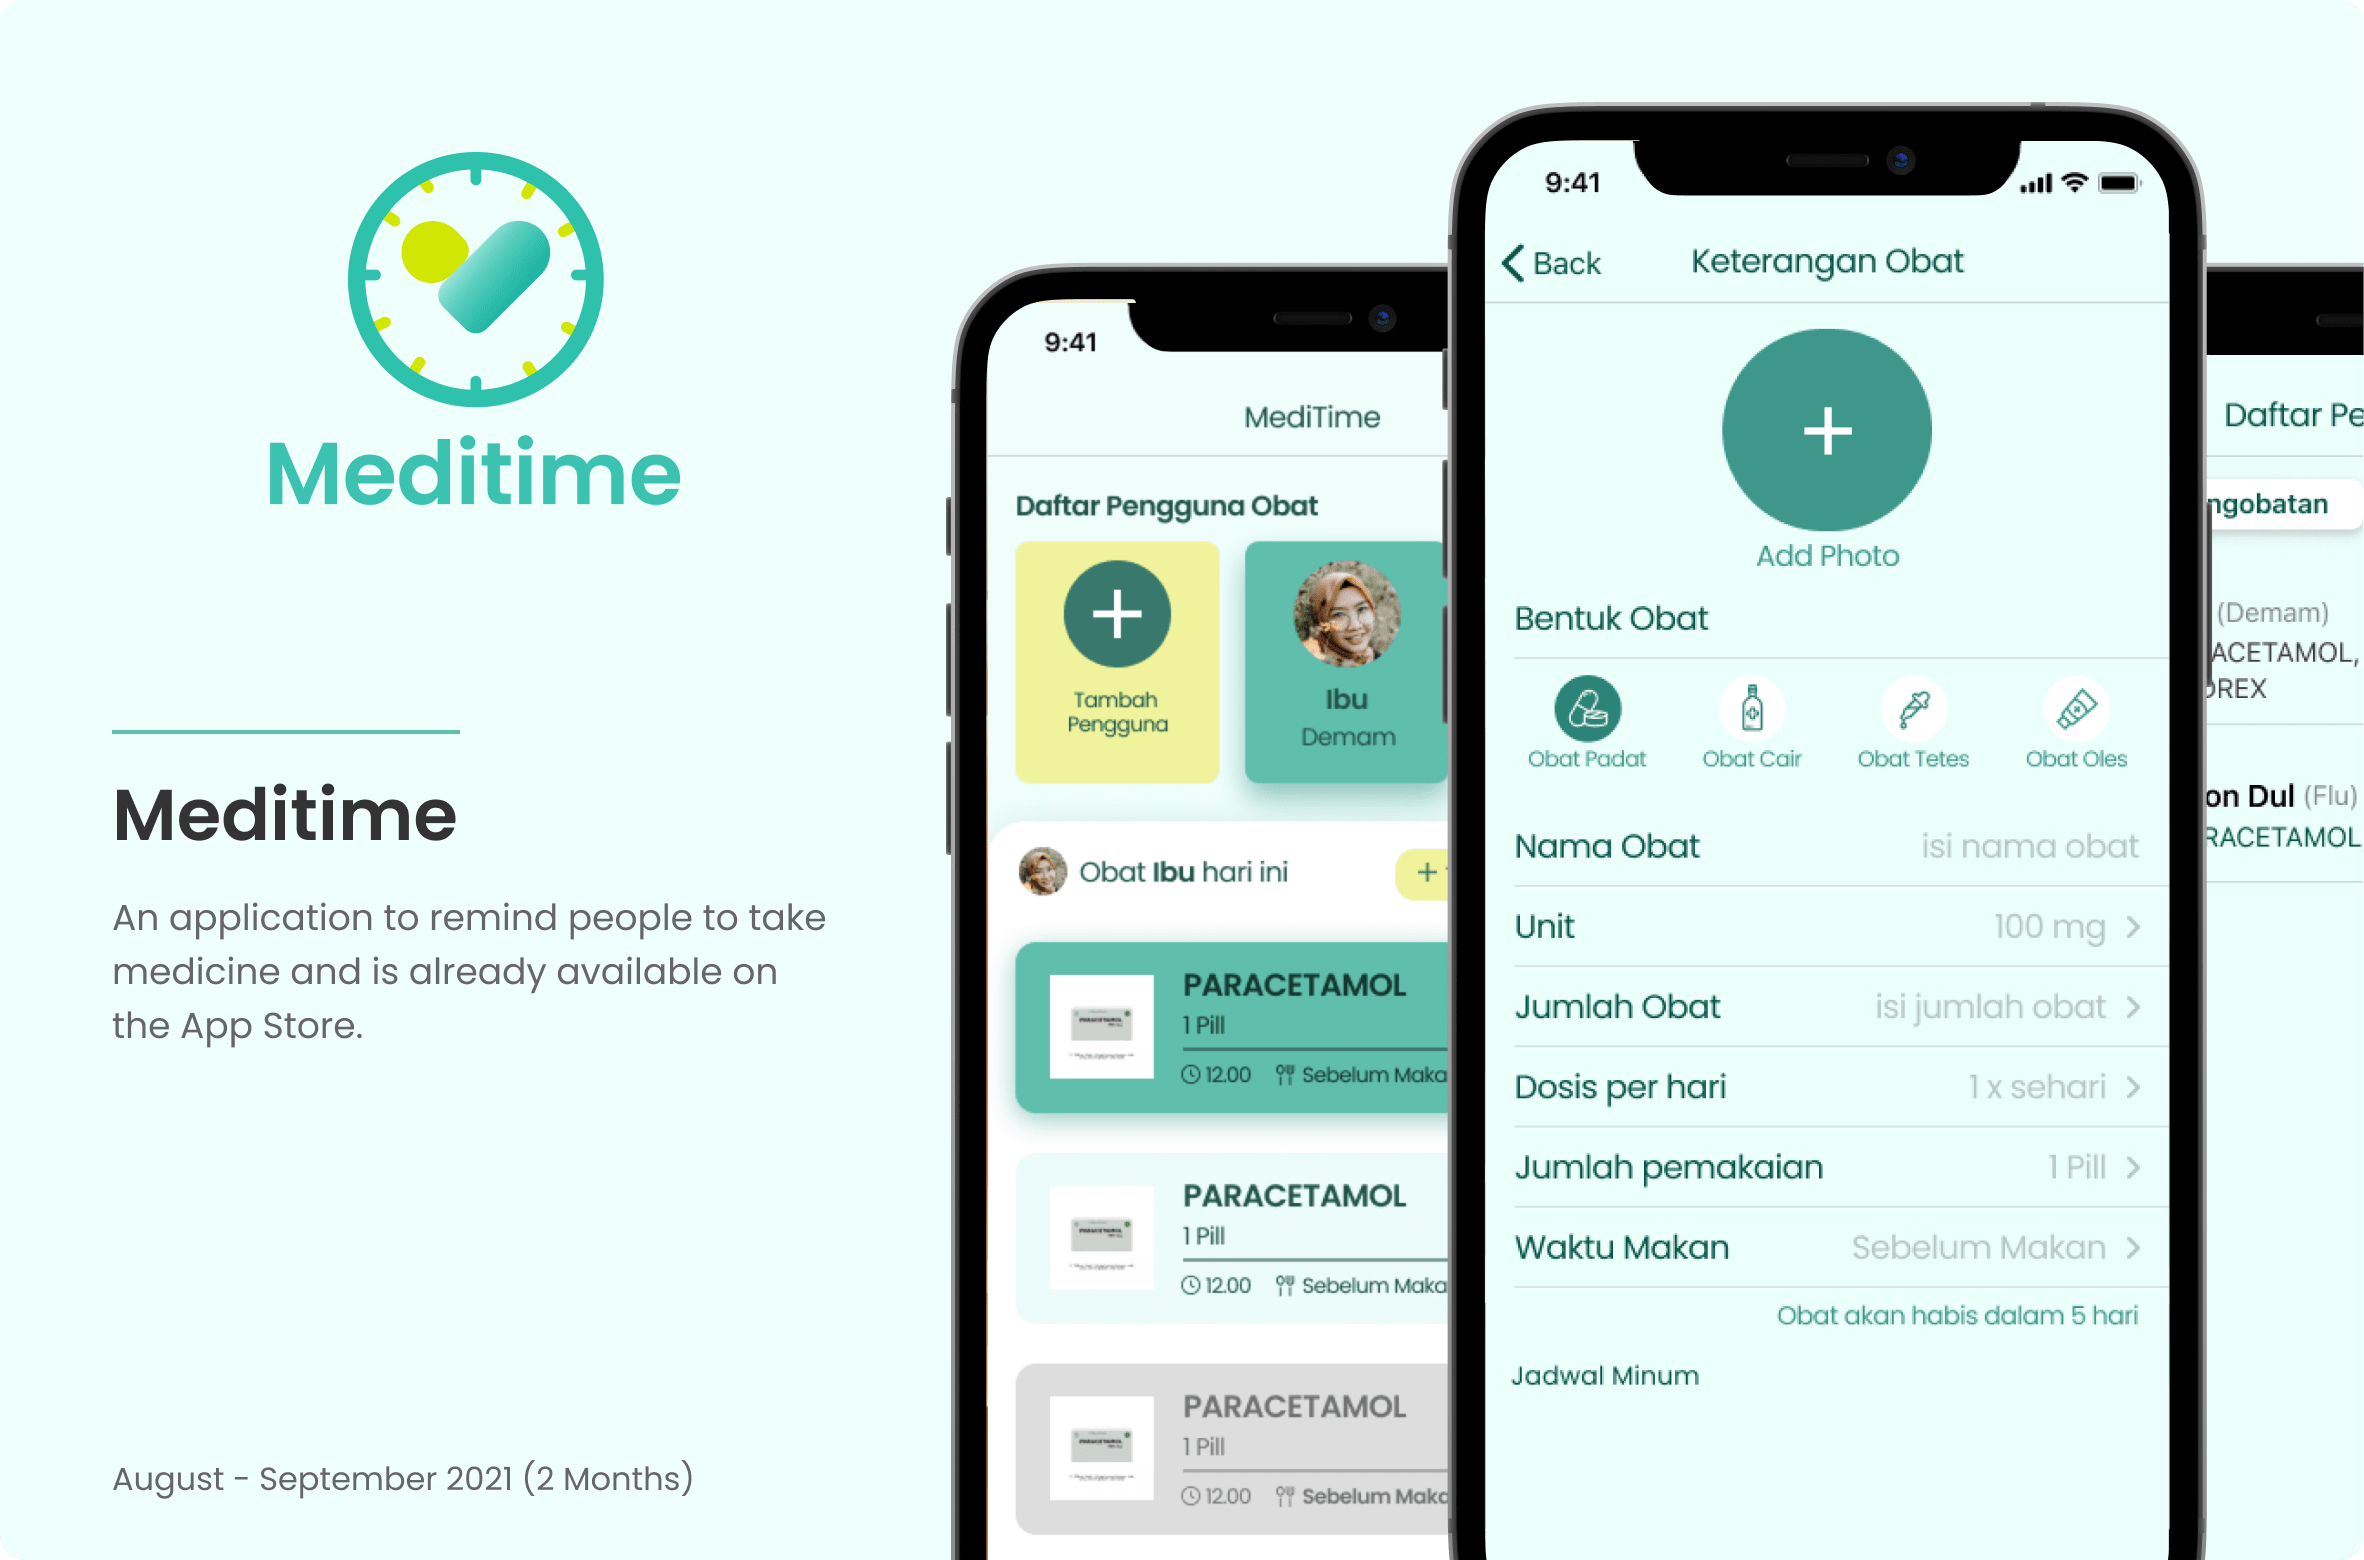 Meditime
Meditime
An application to remind people to take
medicine and is already available on
the App Store.
August - September 2021 (2 Months)
9:41
MediTime
Daftar Pengguna Obat
Tambah
Pengguna
Ibu
Demam
Obat Ibu hari ini
+
PARACETAMOL
1 Pill
12.00 Sebelum Maka
PARACETAMOL
1 Pill
12.00 Sebelum Maka
PARACETAMOL
1 Pill
12.00 Sebelum Maka
9:41
Back
Keterangan Obat
Add Photo
Bentuk Obat
Obat Padat
Obat Cair
Obat Tetes
Obat Oles
Nama Obat isi nama obat
Unit 100 mg
Jumlah Obat isi jumlah obat
Dosis per hari 1 x sehari
Jumlah pemakaian 1 Pill
Waktu Makan Sebelum Makan
Obat akan habis dalam 5 hari
Jadwal Minum
Daftar Pe
ngobatan
(Demam)
ACETAMOL,
OREX
on Dul (Flu)
RACETAMOL